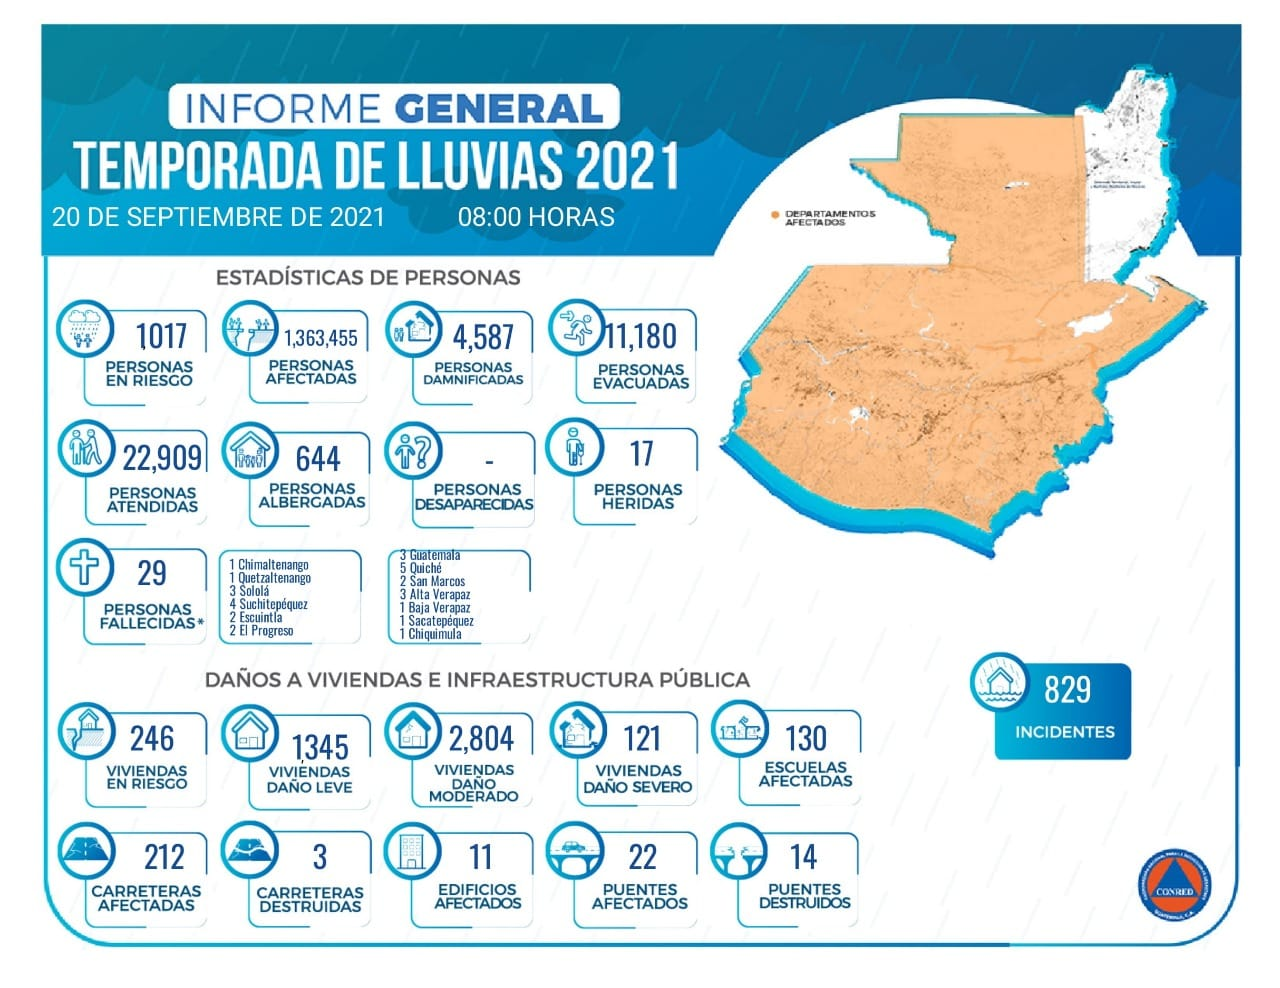 INFORME GENERAL
TEMPORADA DE LLUVIAS 2021
20 DE SEPTIEMBRE DE 2021 08:00 HORAS
DEPARTAMENTOS
AFECTADOS
ESTADÍSTICAS DE PERSONAS
1,017
PERSONAS
EN RIESGO
1,363,455
PERSONAS
AFECTADAS
4,587
PERSONAS
DAMNIFICADAS
11,180
PERSONAS
EVACUADAS
22,909
PERSONAS
ATENDIDAS
644
PERSONAS
ALBERGADAS
-
PERSONAS
DESAPARECIDAS
17
PERSONAS
HERIDAS
29
PERSONAS
FALLECIDAS*
1 Chimaltenango
1 Quetzaltenango
3 Sololá
4 Suchitepéquez
2 Escuintla
2 El Progreso
3 Guatemala
5 Quiché
2 San Marcos
3 Alta Verapaz
1 Baja Verapaz
1 Sacatepéquez
1 Chiquimula
DAÑOS A VIVIENDAS E INFRAESTRUCTURA PÚBLICA
246
VIVIENDAS
EN RIESGO
1,345
VIVIENDAS
DAÑO LEVE
2,804
VIVIENDAS
DAÑO
MODERADO
121
VIVIENDAS
DAÑO SEVERO
130
ESCUELAS
AFECTADAS
829
INCIDENTES
212
CARRETERAS
AFECTADAS
3
CARRETERAS
DESTRUIDAS
11
EDIFICIOS
AFECTADOS
22
PUENTES
AFECTADOS
14
PUENTES
DESTRUIDOS
CONRED
GUATEMALA, C.A.